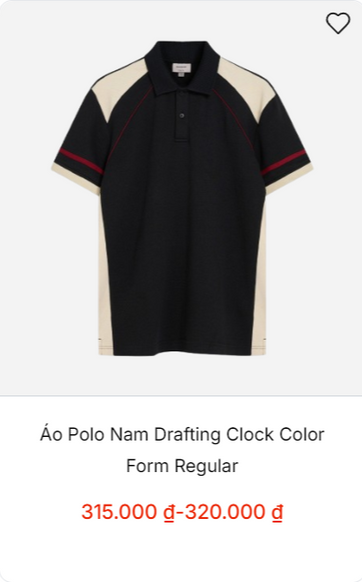 Áo Polo Nam Drafting Clock Color
Form Regular
315.000 ₫-320.000 ₫